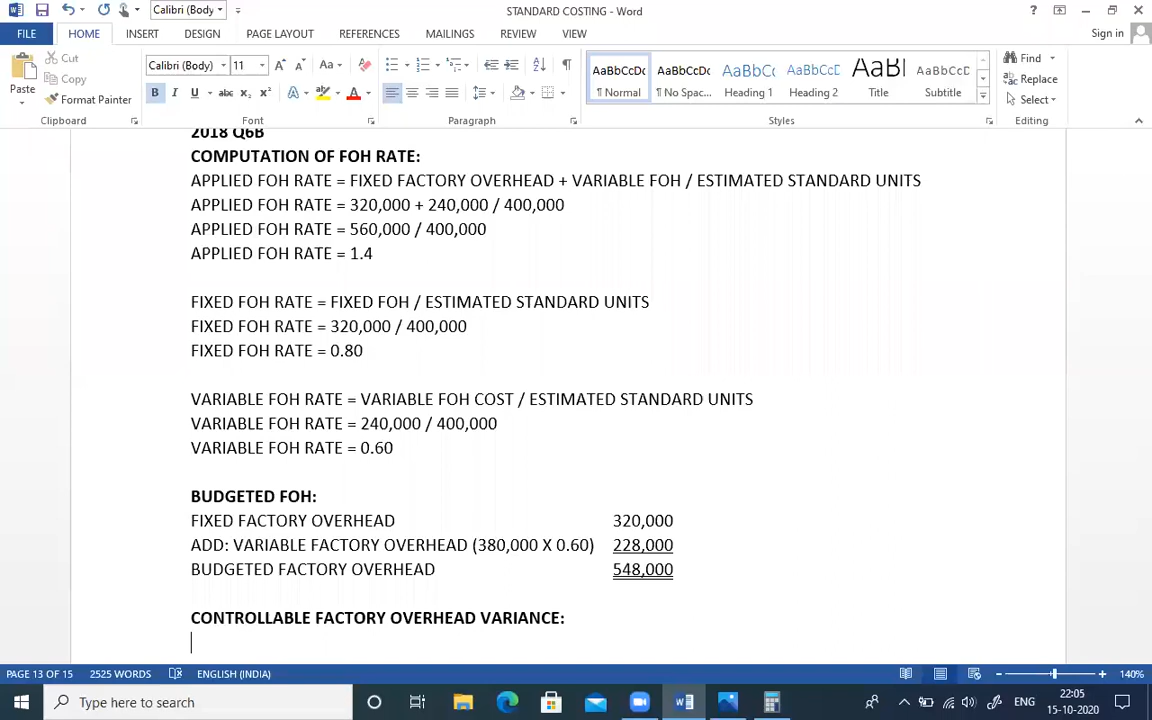 Calibri (Body
STANDARD COSTING - Word
?
FILE
HOME
INSERT
DESIGN
PAGE LAYOUT
REFERENCES
MAILINGS
REVIEW
VIEW
Sign in
Paste
Cut
Copy
Format Painter
Clipboard
Calibri (Body)
11
Aa
B I U abc x₂ x²
A
Font
Paragraph
AaBbCcDc
¶ Normal
AaBbCcDc
¶ No Spac...
AaBbCc
Heading 1
AaBbCcC
Heading 2
AaBI
Title
AaBbCcD
Subtitle
Styles
Find
Replace
Select
Editing
2018 Q6B
COMPUTATION OF FOH RATE:
APPLIED FOH RATE = FIXED FACTORY OVERHEAD + VARIABLE FOH / ESTIMATED STANDARD UNITS
APPLIED FOH RATE = 320,000 + 240,000 / 400,000
APPLIED FOH RATE = 560,000 / 400,000
APPLIED FOH RATE = 1.4
FIXED FOH RATE = FIXED FOH / ESTIMATED STANDARD UNITS
FIXED FOH RATE = 320,000 / 400,000
FIXED FOH RATE = 0.80
VARIABLE FOH RATE = VARIABLE FOH COST / ESTIMATED STANDARD UNITS
VARIABLE FOH RATE = 240,000 / 400,000
VARIABLE FOH RATE = 0.60
BUDGETED FOH:
FIXED FACTORY OVERHEAD 320,000
ADD: VARIABLE FACTORY OVERHEAD (380,000 X 0.60) 228,000
BUDGETED FACTORY OVERHEAD 548,000
CONTROLLABLE FACTORY OVERHEAD VARIANCE:
PAGE 13 OF 15 2525 WORDS ENGLISH (INDIA) 140%
Type here to search
ENG
22:05
15-10-2020